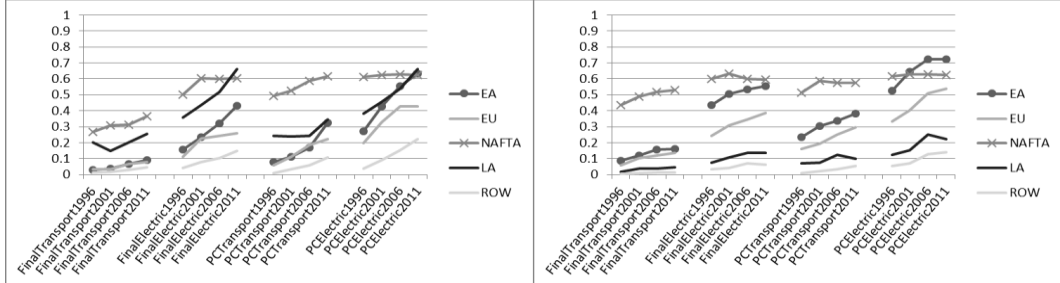 1
0.9
0.8
0.7
0.6
0.5
0.4
0.3
0.2
0.1
0
FinalTransport1996
FinalTransport2001
FinalTransport2006
FinalTransport2011
FinalElectric1996
FinalElectric2001
FinalElectric2006
FinalElectric2011
PCTransport1996
PCTransport2001
PCTransport2006
PCTransport2011
PCElectric1996
PCElectric2001
PCElectric2006
PCElectric2011
EA
EU
NAFTA
LA
ROW
1
0.9
0.8
0.7
0.6
0.5
0.4
0.3
0.2
0.1
0
FinalTransport1996
FinalTransport2001
FinalTransport2006
FinalTransport2011
FinalElectric1996
FinalElectric2001
FinalElectric2006
FinalElectric2011
PCTransport1996
PCTransport2001
PCTransport2006
PCTransport2011
PCElectric1996
PCElectric2001
PCElectric2006
PCElectric2011
EA
EU
NAFTA
LA
ROW